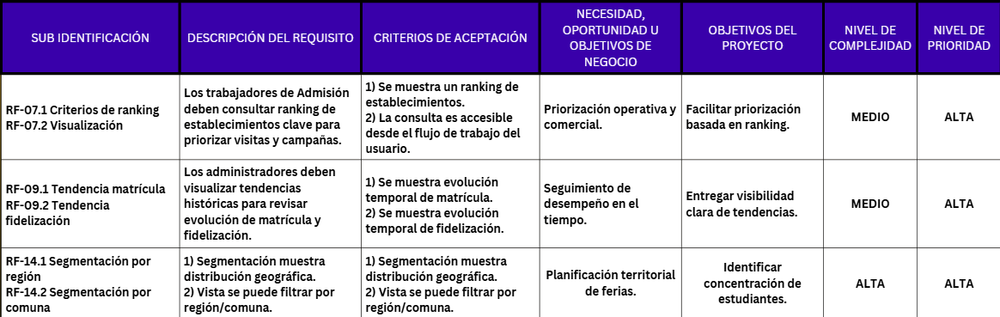 SUB IDENTIFICACIÓN
DESCRIPCIÓN DEL REQUISITO
CRITERIOS DE ACEPTACIÓN
NECESIDAD,
OPORTUNIDAD U
OBJETIVOS DE
NEGOCIO
OBJETIVOS DEL
PROYECTO
NIVEL DE
COMPLEJIDAD
NIVEL DE
PRIORIDAD
RF-07.1 Criterios de ranking
RF-07.2 Visualización
Los trabajadores de Admisión
deben consultar ranking de
establecimientos clave para
priorizar visitas y campañas.
1) Se muestra un ranking de
establecimientos.
2) La consulta es accesible
desde el flujo de trabajo del
usuario.
Priorización operativa y
comercial.
Facilitar priorización
basada en ranking.
MEDIO
ALTA
RF-09.1 Tendencia matrícula
RF-09.2 Tendencia
fidelización
Los administradores deben
visualizar tendencias
históricas para revisar
evolución de matrícula y
fidelización.
1) Se muestra evolución
temporal de matrícula.
2) Se muestra evolución
temporal de fidelización.
Seguimiento de
desempeño en el
tiempo.
Entregar visibilidad
clara de tendencias.
MEDIO
ALTA
RF-14.1 Segmentación por
región
RF-14.2 Segmentación por
comuna
1) Segmentación muestra
distribución geográfica.
2) Vista se puede filtrar por
región/comuna.
1) Segmentación muestra
distribución geográfica.
2) Vista se puede filtrar por
región/comuna.
Planificación territorial
de ferias.
Identificar
concentración de
estudiantes.
ALTA
ALTA